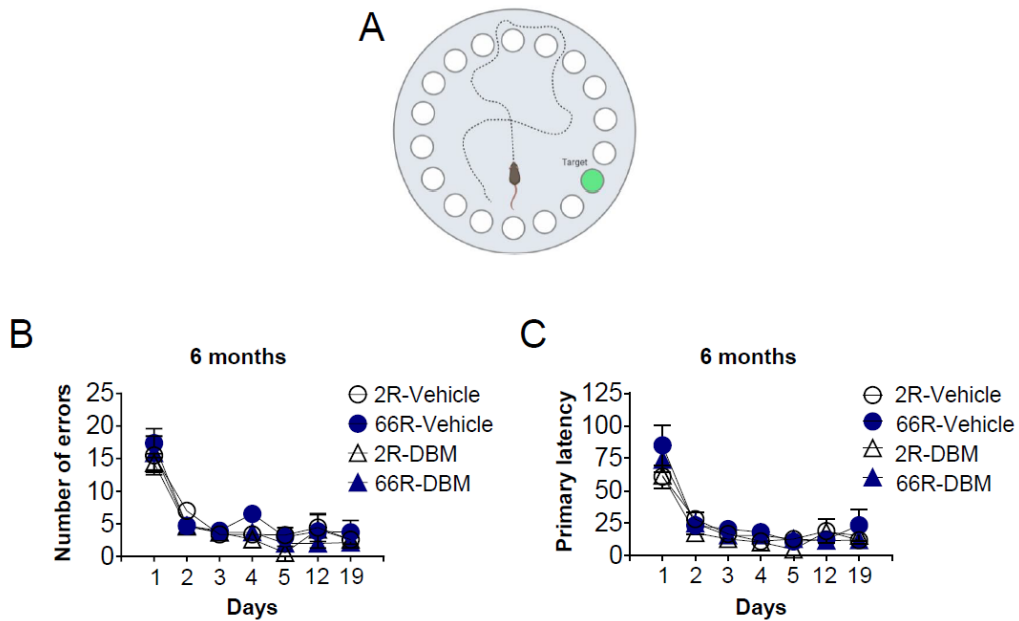 A
Target
B
6 months
Number of errors
25
20
15
10
5
0
1 2 3 4 5 12 19
Days
2R-Vehicle
66R-Vehicle
2R-DBM
66R-DBM
C
6 months
Primary latency
125
100
75
50
25
0
1 2 3 4 5 12 19
Days
2R-Vehicle
66R-Vehicle
2R-DBM
66R-DBM